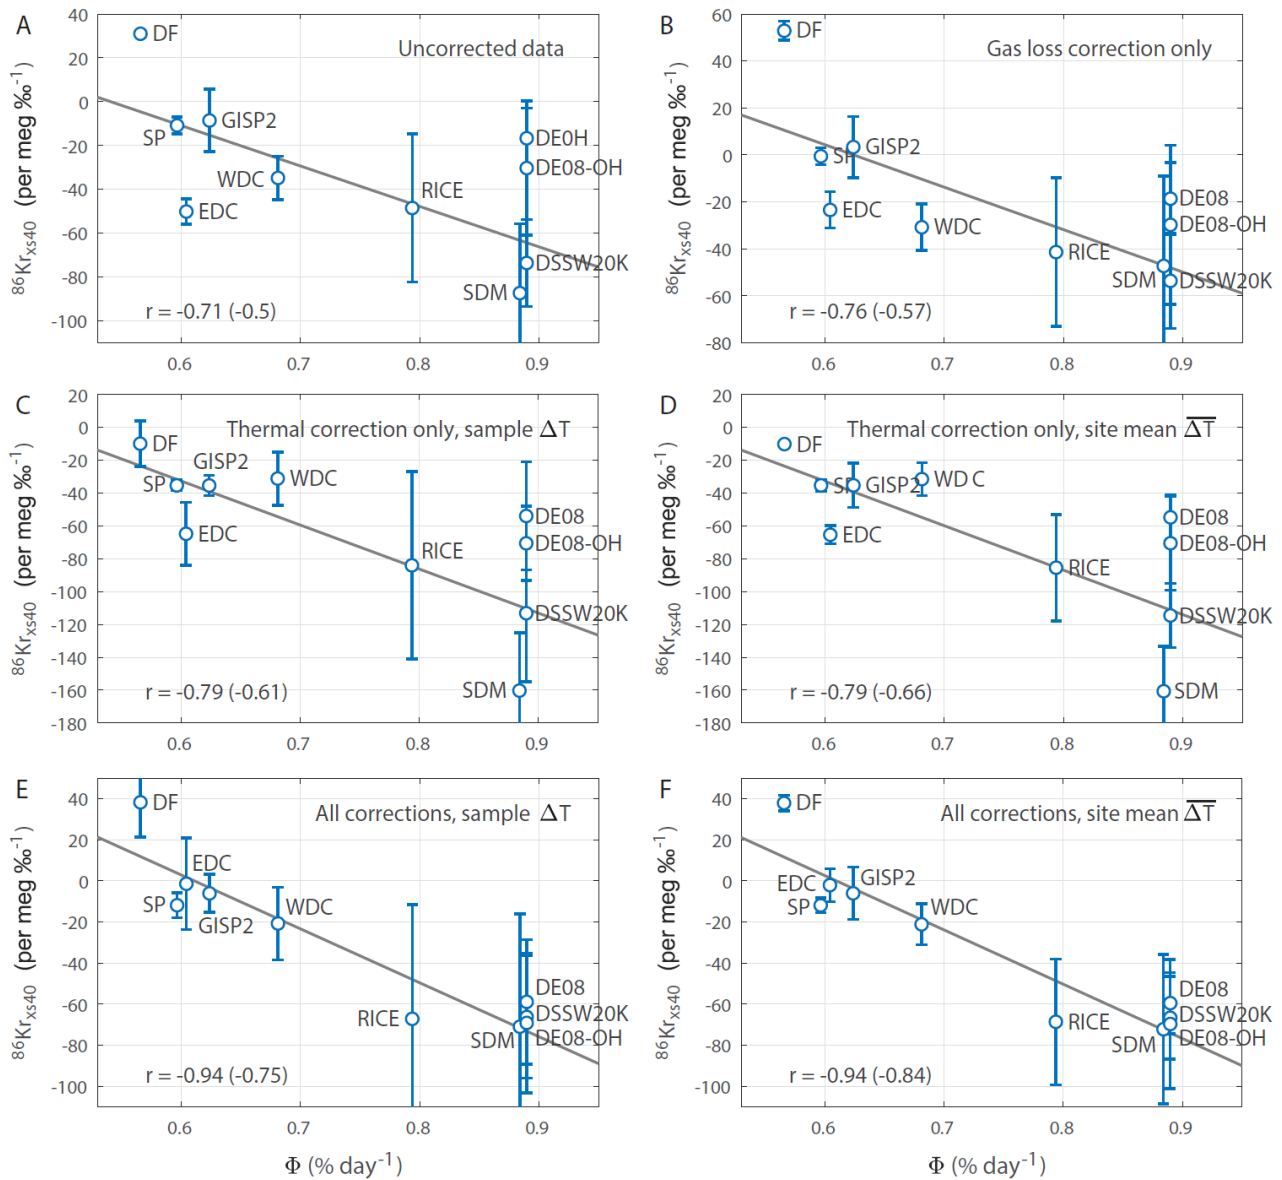 A
Uncorrected data
40
20
0
-20
-40
-60
-80
-100
86Krxs40 (per meg ‰-1)
DF
SP
GISP2
EDC
WDC
RICE
DE0H
DE08-OH
DSSW20K
SDM
r = -0.71 (-0.5)
0.6
0.7
0.8
0.9
B
Gas loss correction only
60
40
20
0
-20
-40
-60
-80
86Krxs40 (per meg ‰-1)
DF
SP
GISP2
EDC
WDC
RICE
DE08
DE08-OH
SDM
DSSW20K
r = -0.76 (-0.57)
0.6
0.7
0.8
0.9
C
Thermal correction only, sample ΔT
20
0
-20
-40
-60
-80
-100
-120
-140
-160
-180
86Krxs40 (per meg ‰-1)
DF
GISP2
SP
WDC
EDC
RICE
DE08
DE08-OH
DSSW20K
SDM
r = -0.79 (-0.61)
0.6
0.7
0.8
0.9
D
Thermal correction only, site mean ΔT
20
0
-20
-40
-60
-80
-100
-120
-140
-160
-180
86Krxs40 (per meg ‰-1)
DF
SP
GISP2
WD C
EDC
RICE
DE08
DE08-OH
DSSW20K
SDM
r = -0.79 (-0.66)
0.6
0.7
0.8
0.9
E
All corrections, sample ΔT
40
20
0
-20
-40
-60
-80
-100
86Krxs40 (per meg ‰-1)
DF
EDC
SP
GISP2
WDC
RICE
DE08
DSSW20K
SDM
DE08-OH
r = -0.94 (-0.75)
0.6
0.7
0.8
0.9
Φ (% day-1)
F
All corrections, site mean ΔT
40
20
0
-20
-40
-60
-80
-100
86Krxs40 (per meg ‰-1)
DF
EDC
GISP2
SP
WDC
RICE
DE08
DSSW20K
SDM
DE08-OH
r = -0.94 (-0.84)
0.6
0.7
0.8
0.9
Φ (% day-1)